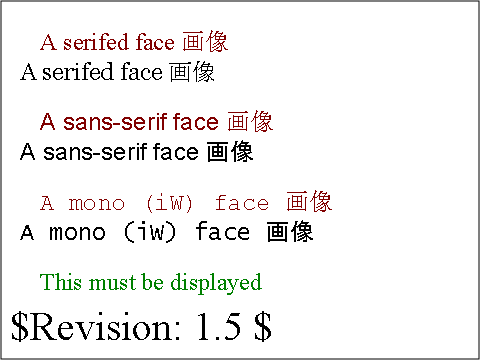 A serifed face 画像
A serifed face 画像
A sans-serif face 画像
A sans-serif face 画像
A mono (iW) face 画像
A mono (iW) face 画像
This must be displayed
$Revision: 1.5 $